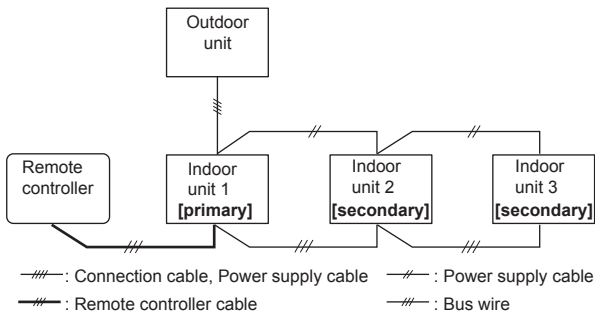 Outdoor
unit
Remote
controller
Indoor
unit 1
[primary]
Indoor
unit 2
[secondary]
Indoor
unit 3
[secondary]
: Connection cable, Power supply cable
: Power supply cable
: Remote controller cable
: Bus wire